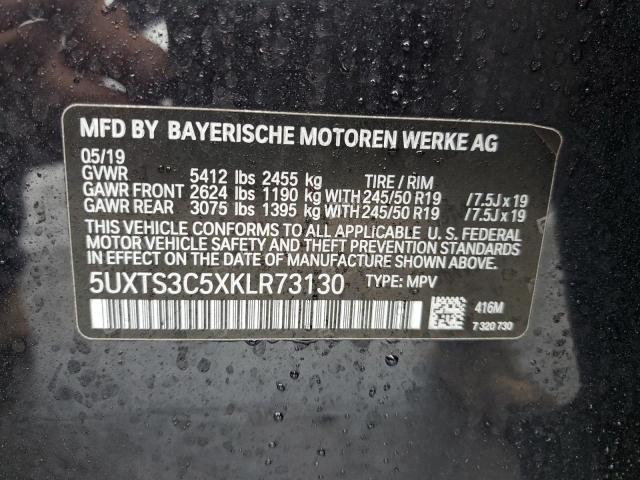 MFD BY BAYERISCHE MOTOREN WERKE AG
05/19
GVWR 5412 lbs 2455 kg TIRE / RIM
GAWR FRONT 2624 lbs 1190 kg WITH 245/50 R19 /7.5J x 19
GAWR REAR 3075 lbs 1395 kg WITH 245/50 R19 /7.5J x 19
THIS VEHICLE CONFORMS TO ALL APPLICABLE U. S. FEDERAL
MOTOR VEHICLE SAFETY AND THEFT PREVENTION STANDARDS
IN EFFECT ON THE DATE OF MANUFACTURE SHOWN ABOVE.
5UXTS3C5XKLR73130 TYPE: MPV
416M
7 320 730